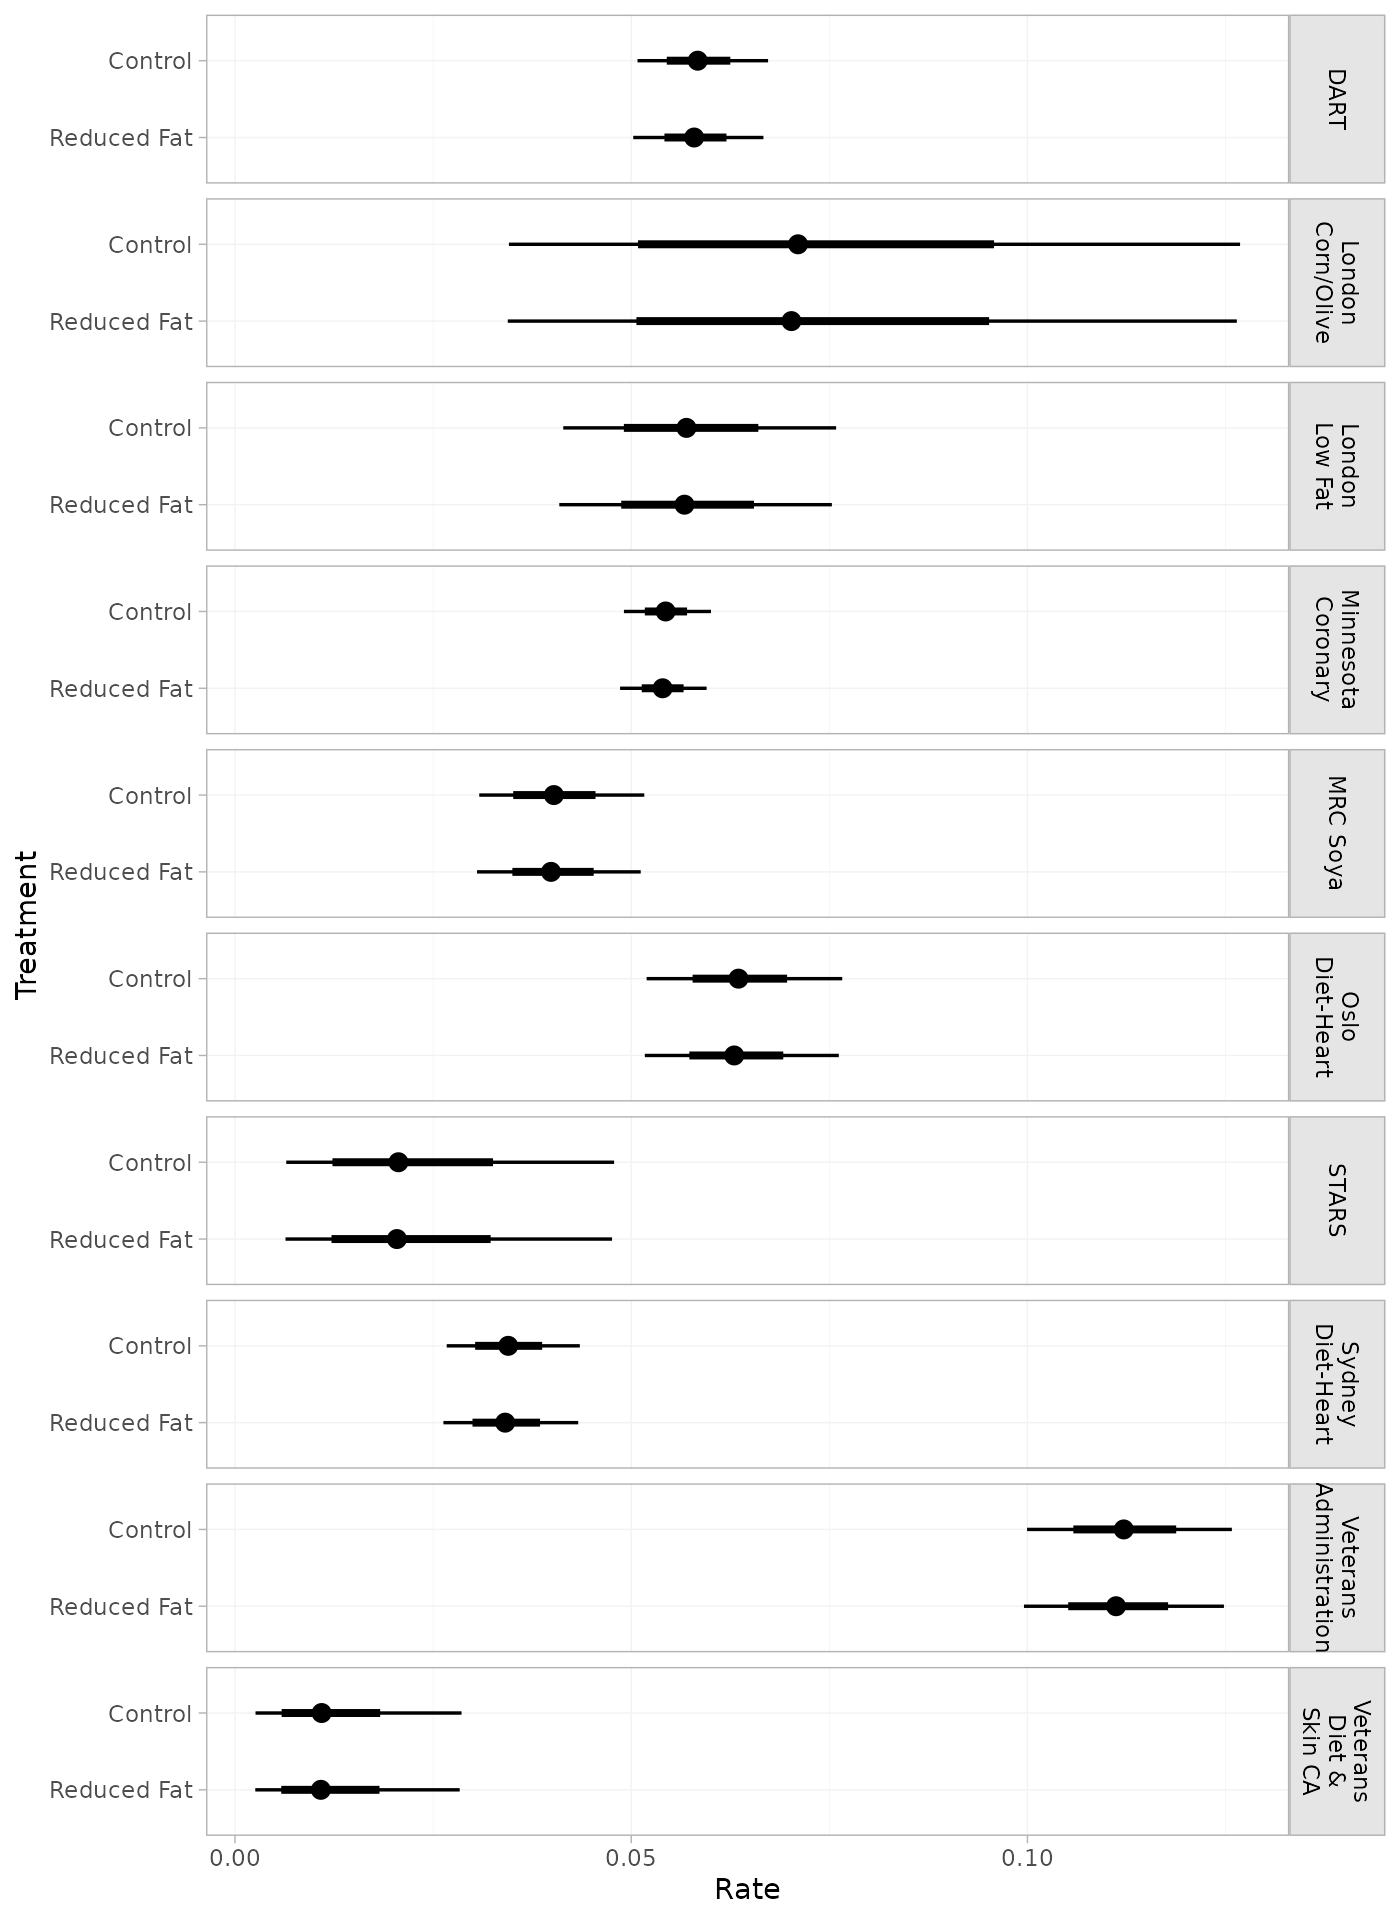 Control
Reduced Fat
DART
Control
Reduced Fat
London
Corn/Olive
Control
Reduced Fat
London
Low Fat
Control
Reduced Fat
Minnesota
Coronary
Control
Reduced Fat
MRC Soya
Treatment
Control
Reduced Fat
Oslo
Diet-Heart
Control
Reduced Fat
STARS
Control
Reduced Fat
Sydney
Diet-Heart
Control
Reduced Fat
Veterans
Administration
Control
Reduced Fat
Veterans
Diet &
Skin CA
0.00 0.05 0.10
Rate